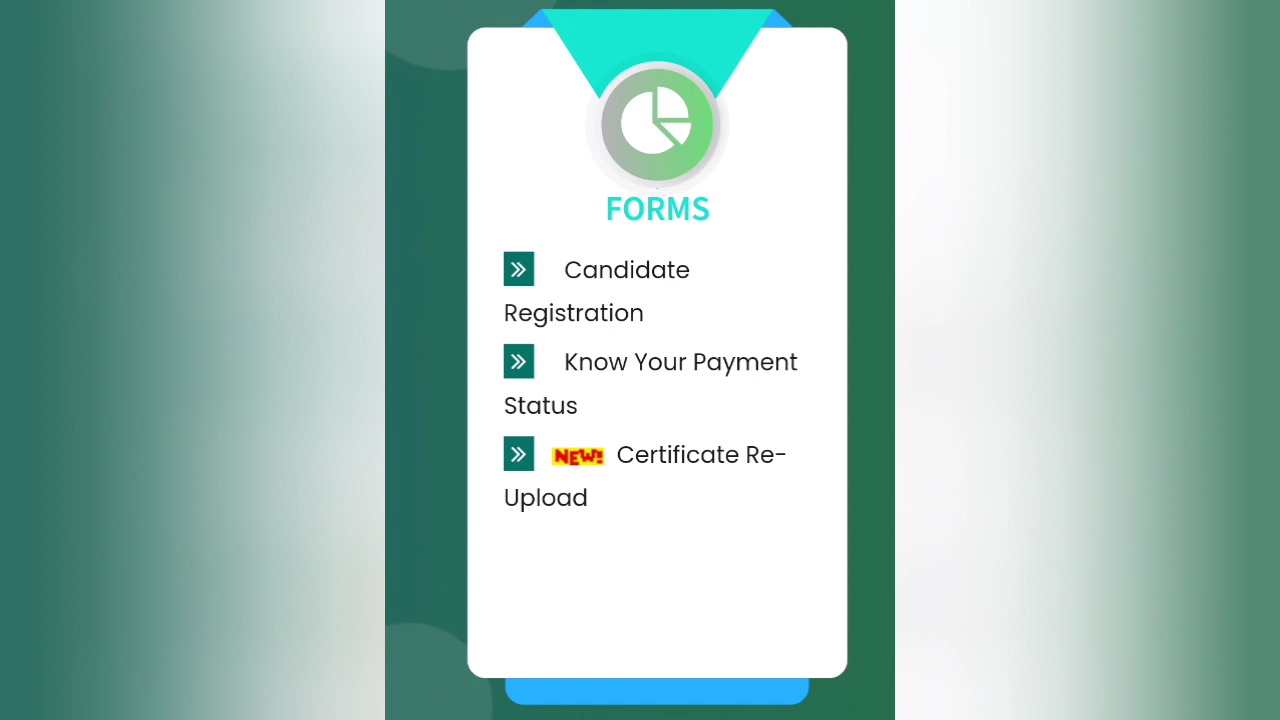 FORMS
Candidate
Registration
Know Your Payment
Status
NEW! Certificate Re-
Upload